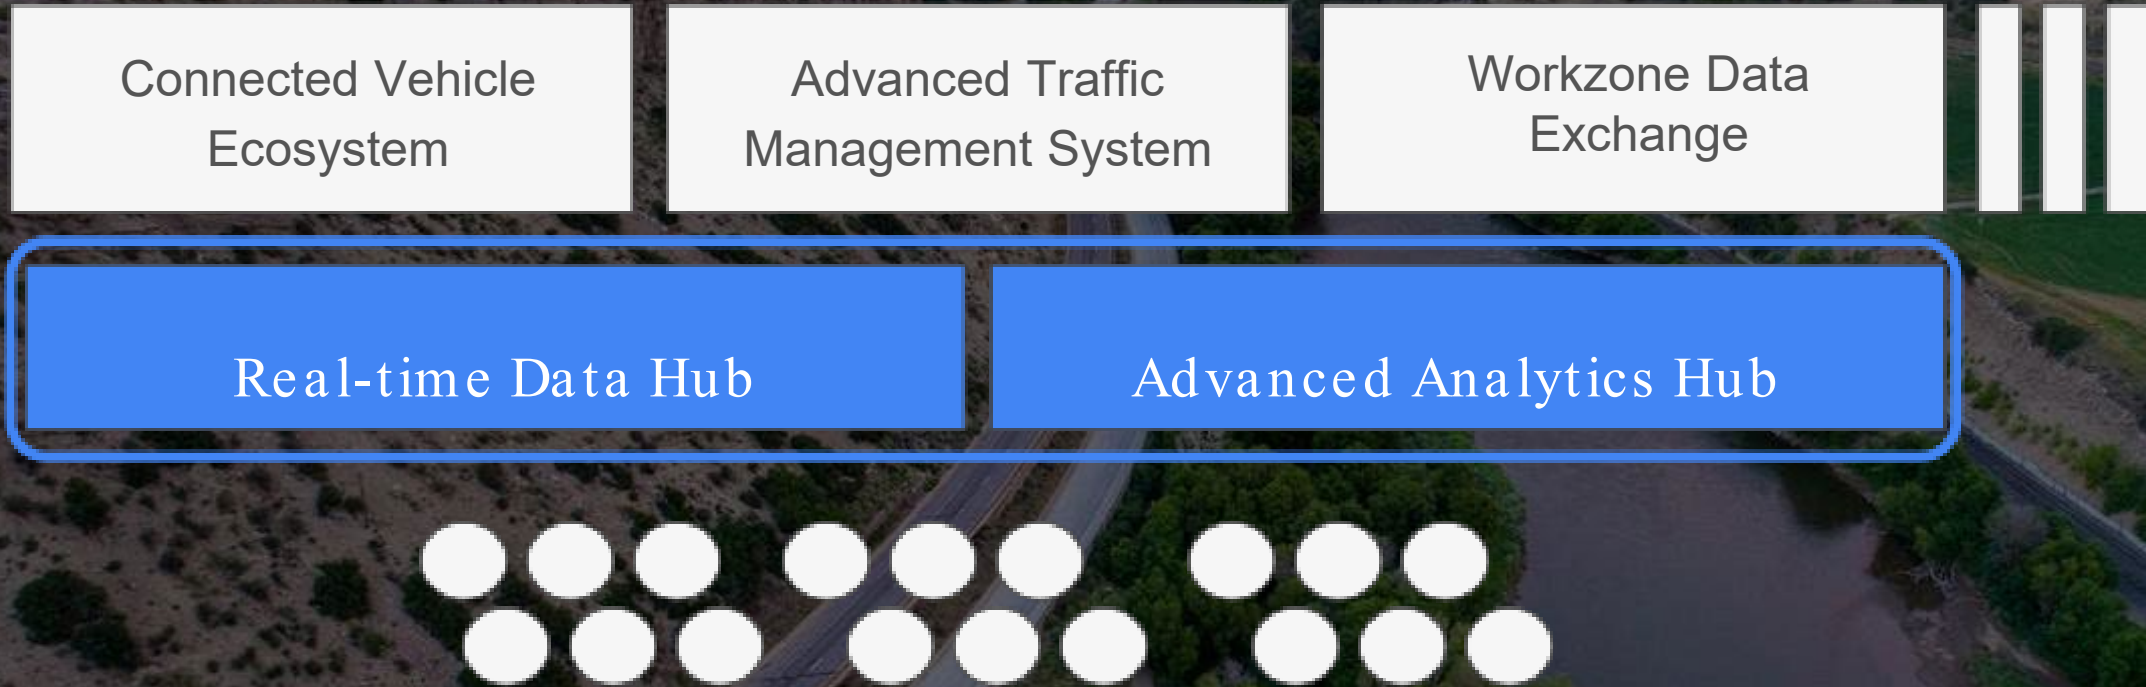 Connected Vehicle
Ecosystem
Advanced Traffic
Management System
Workzone Data
Exchange
Real-time Data Hub
Advanced Analytics Hub